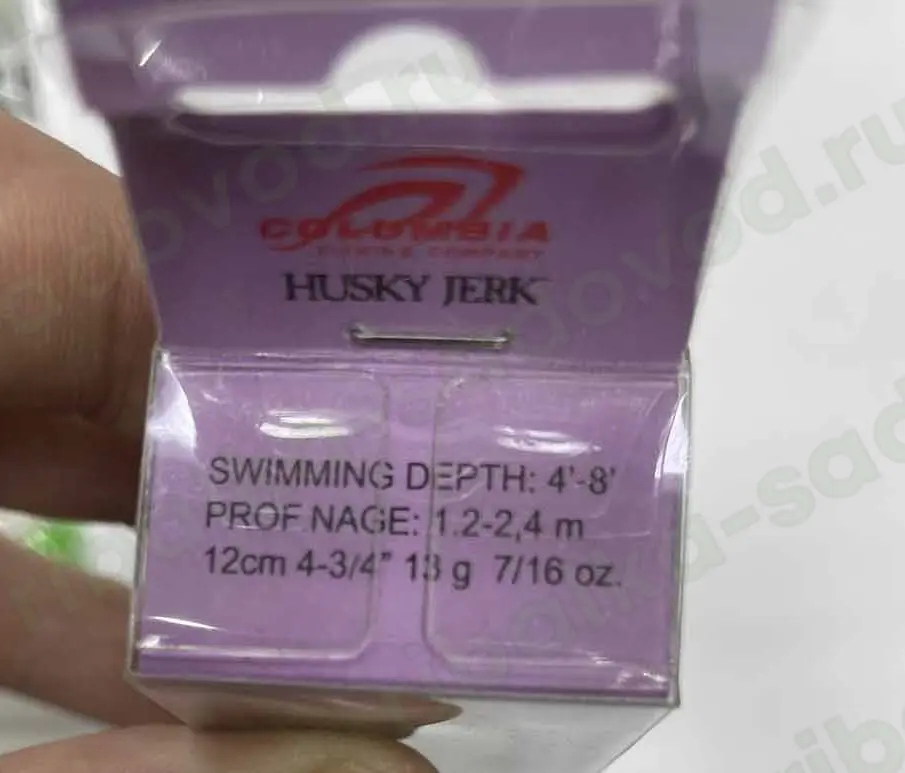 COLUMBIA
COMPANY
HUSKY JERK
SWIMMING DEPTH: 4'-8'
PROF NAGE: 1.2-2,4 m
12cm 4-3/4" 13 g 7/16 oz.